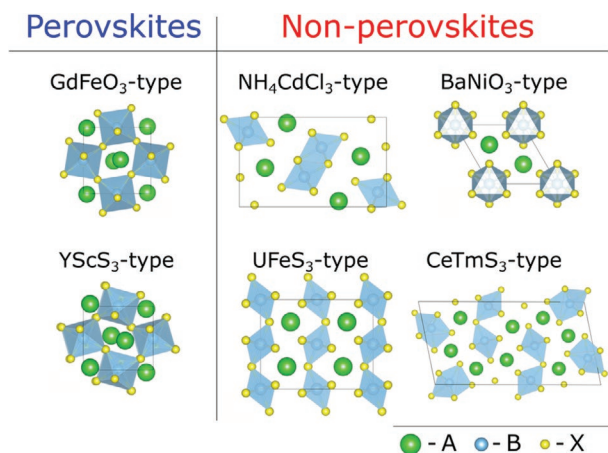 Perovskites
Non-perovskites
GdFeO₃-type
NH₄CdCl₃-type
BaNiO₃-type
YScS₃-type
UFeS₃-type
CeTmS₃-type
- A
- B
- X